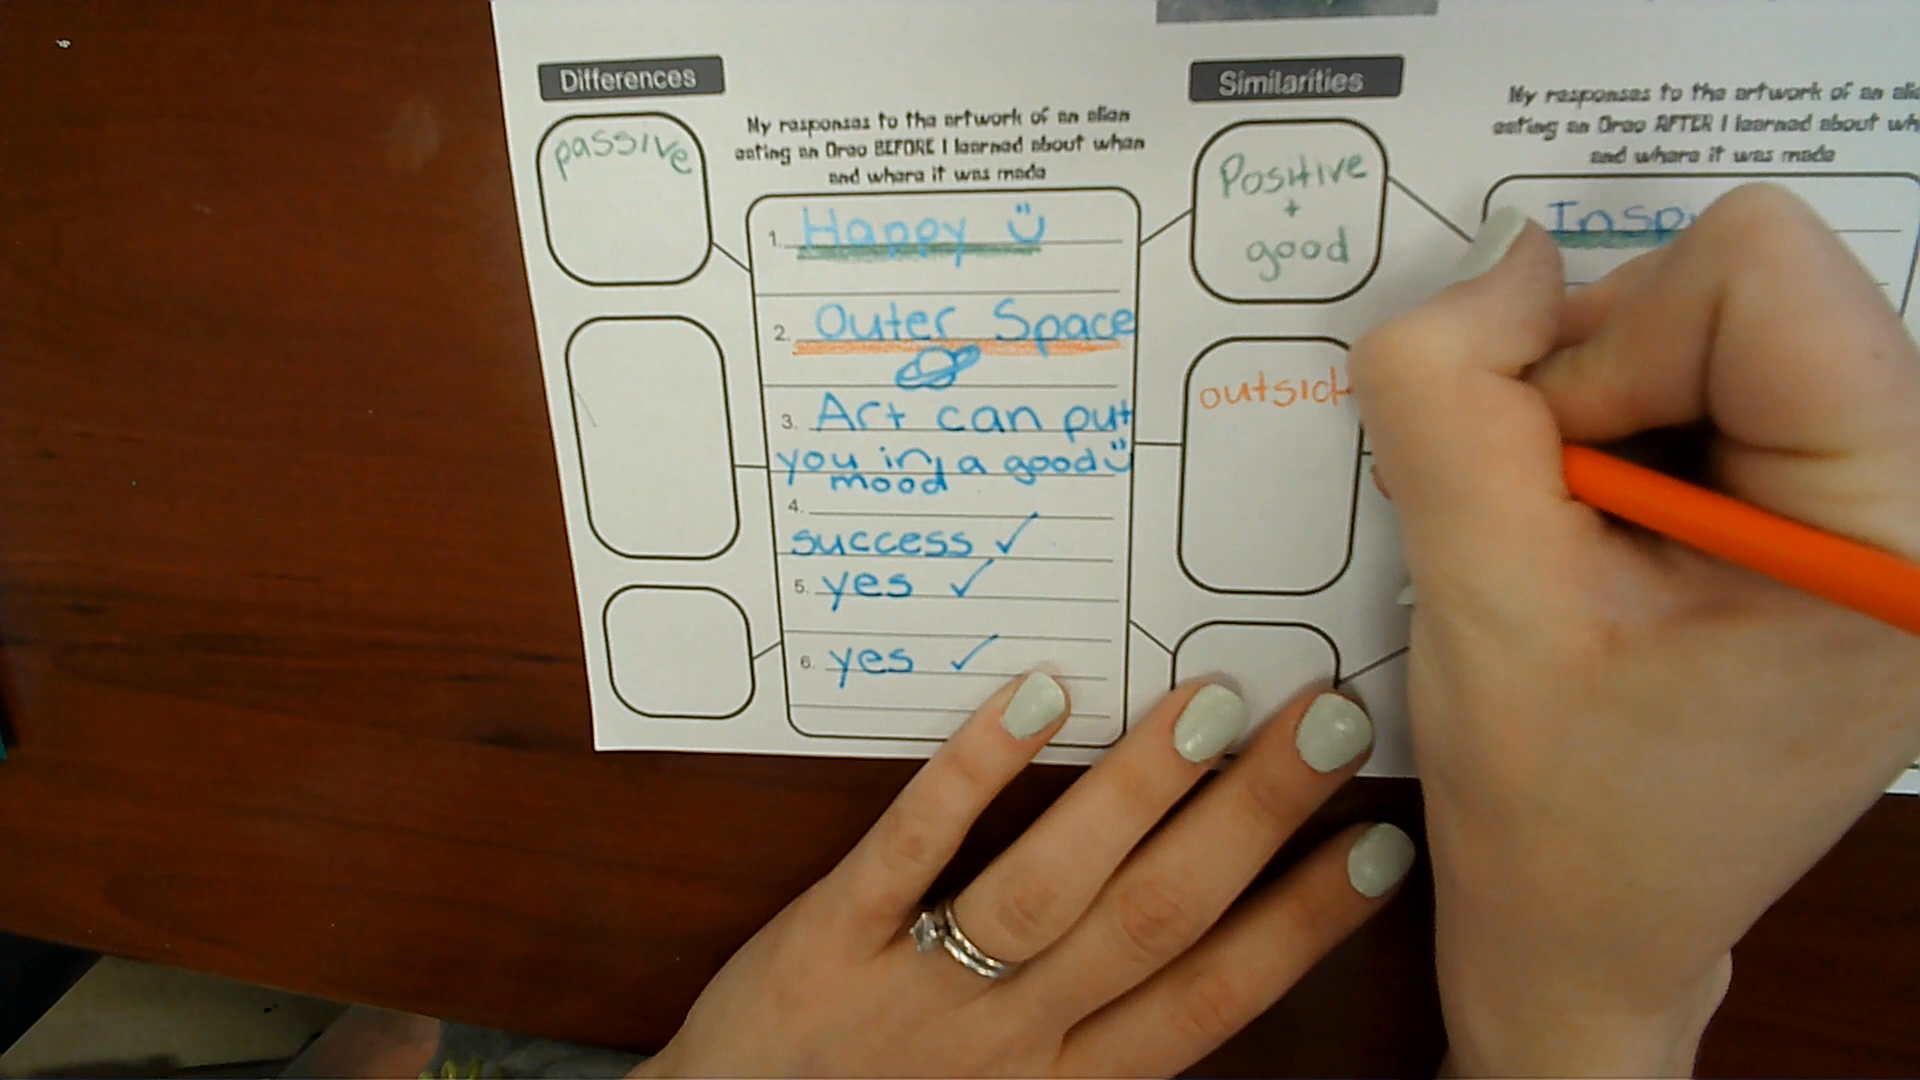 Differences
passive
My responses to the artwork of an alien
eating an Oreo BEFORE I learned about when
and where it was made
1. Happy
2. Outer Space
3. Art can put
you in a good
mood
4.
success ✓
5. yes ✓
6. yes ✓
Similarities
Positive
+
good
outsid
My responses to the artwork of an
eating an Oreo AFTER I learned about
and where it was made
Insp